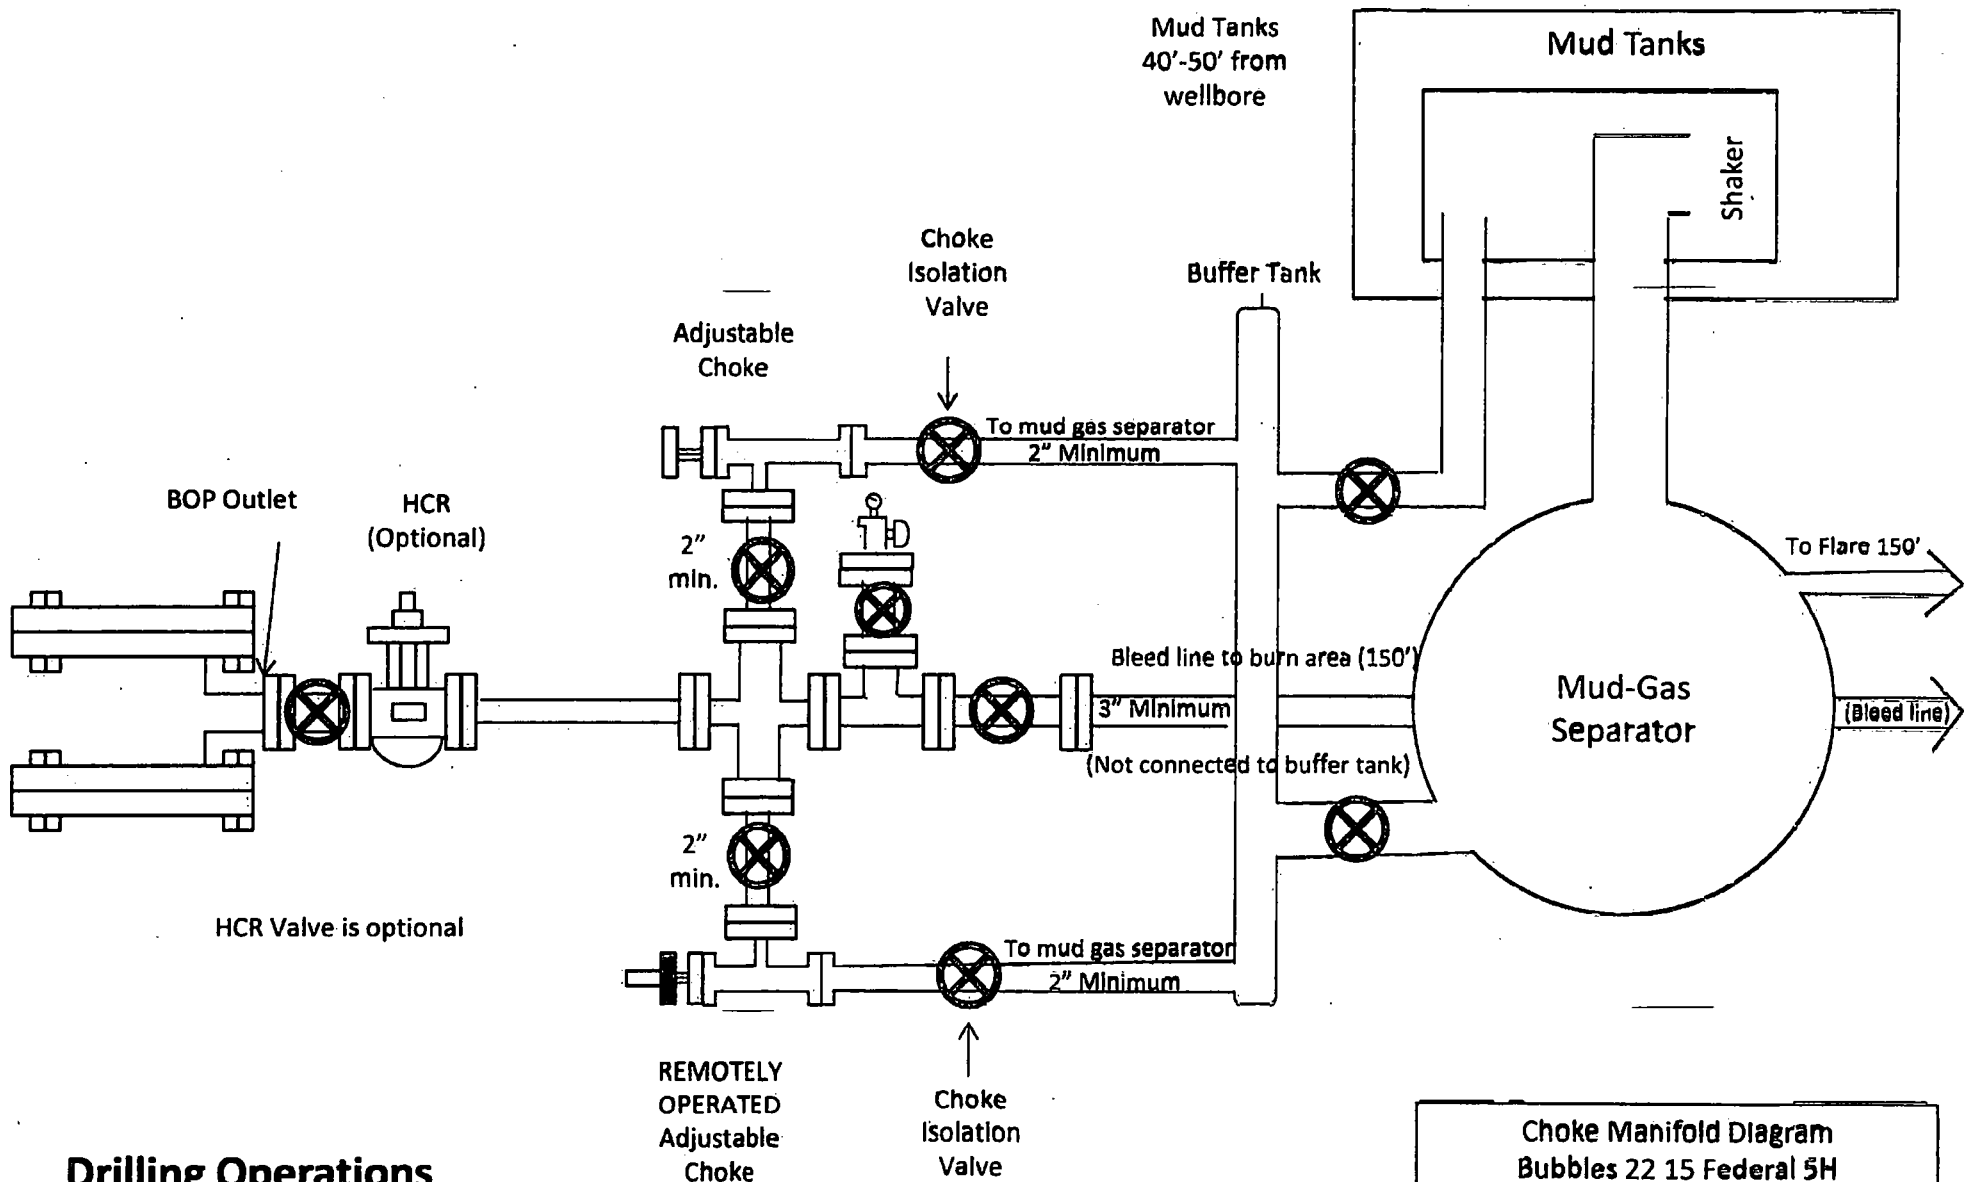 Mud Tanks
40'-50' from
wellbore
Mud Tanks
Shaker
Choke
Isolation
Valve
Buffer Tank
Adjustable
Choke
To mud gas separator
2" Minimum
BOP Outlet
HCR
(Optional)
2"
min.
To Flare 150'
Bleed line to burn area (150')
3" Minimum
(Not connected to buffer tank)
Mud-Gas
Separator
(Bleed line)
2"
min.
HCR Valve is optional
To mud gas separator
2" Minimum
REMOTELY
OPERATED
Adjustable
Choke
Choke
Isolation
Valve
Drilling Operations
Choke Manifold Diagram
Bubbles 22 15 Federal 5H